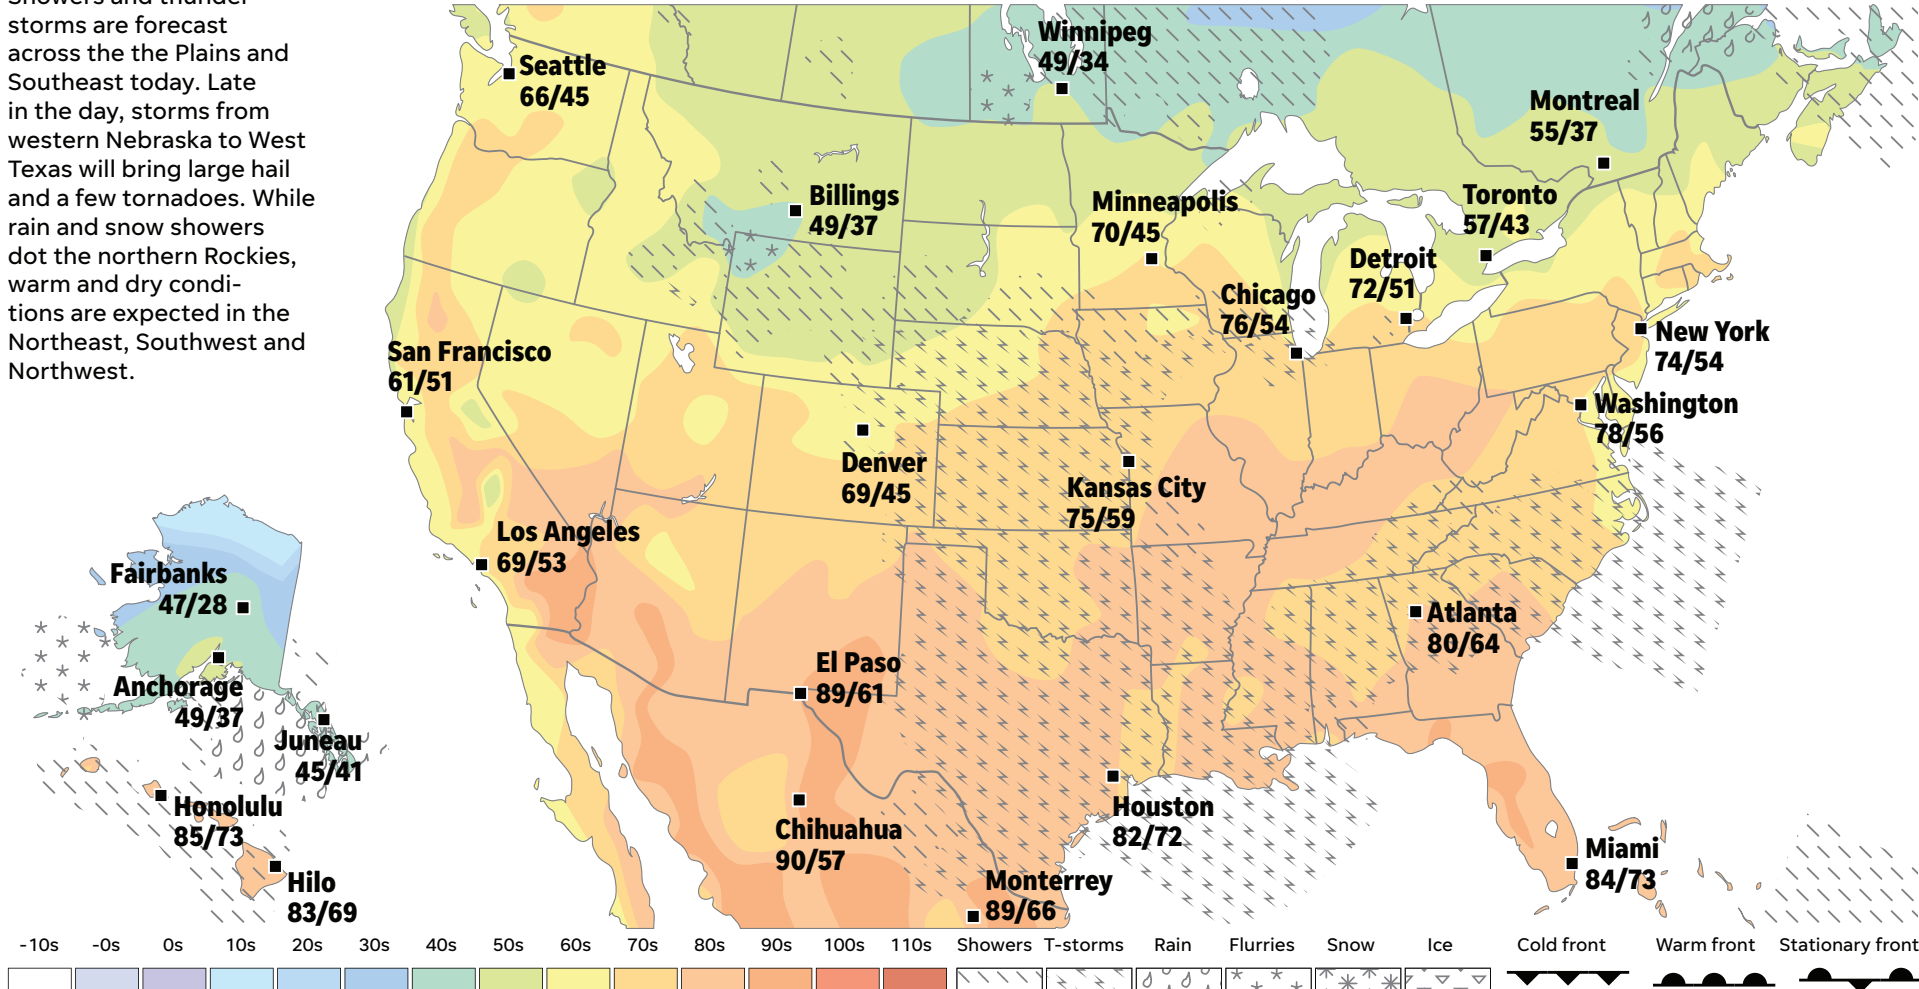 Showers and thunder-
storms are forecast
across the the Plains and
Southeast today. Late
in the day, storms from
western Nebraska to West
Texas will bring large hail
and a few tornadoes. While
rain and snow showers
dot the northern Rockies,
warm and dry condi-
tions are expected in the
Northeast, Southwest and
Northwest.
Winnipeg
49/34
Seattle
66/45
Montreal
55/37
Billings
49/37
Minneapolis
70/45
Toronto
57/43
Detroit
72/51
Chicago
76/54
New York
74/54
San Francisco
61/51
Washington
78/56
Denver
69/45
Kansas City
75/59
Los Angeles
69/53
Fairbanks
47/28
Atlanta
80/64
El Paso
89/61
Anchorage
49/37
Juneau
45/41
Honolulu
85/73
Houston
82/72
Chihuahua
90/57
Miami
84/73
Hilo
83/69
Monterrey
89/66
-10s -0s 0s 10s 20s 30s 40s 50s 60s 70s 80s 90s 100s 110s Showers T-storms Rain Flurries Snow Ice Cold front Warm front Stationary front